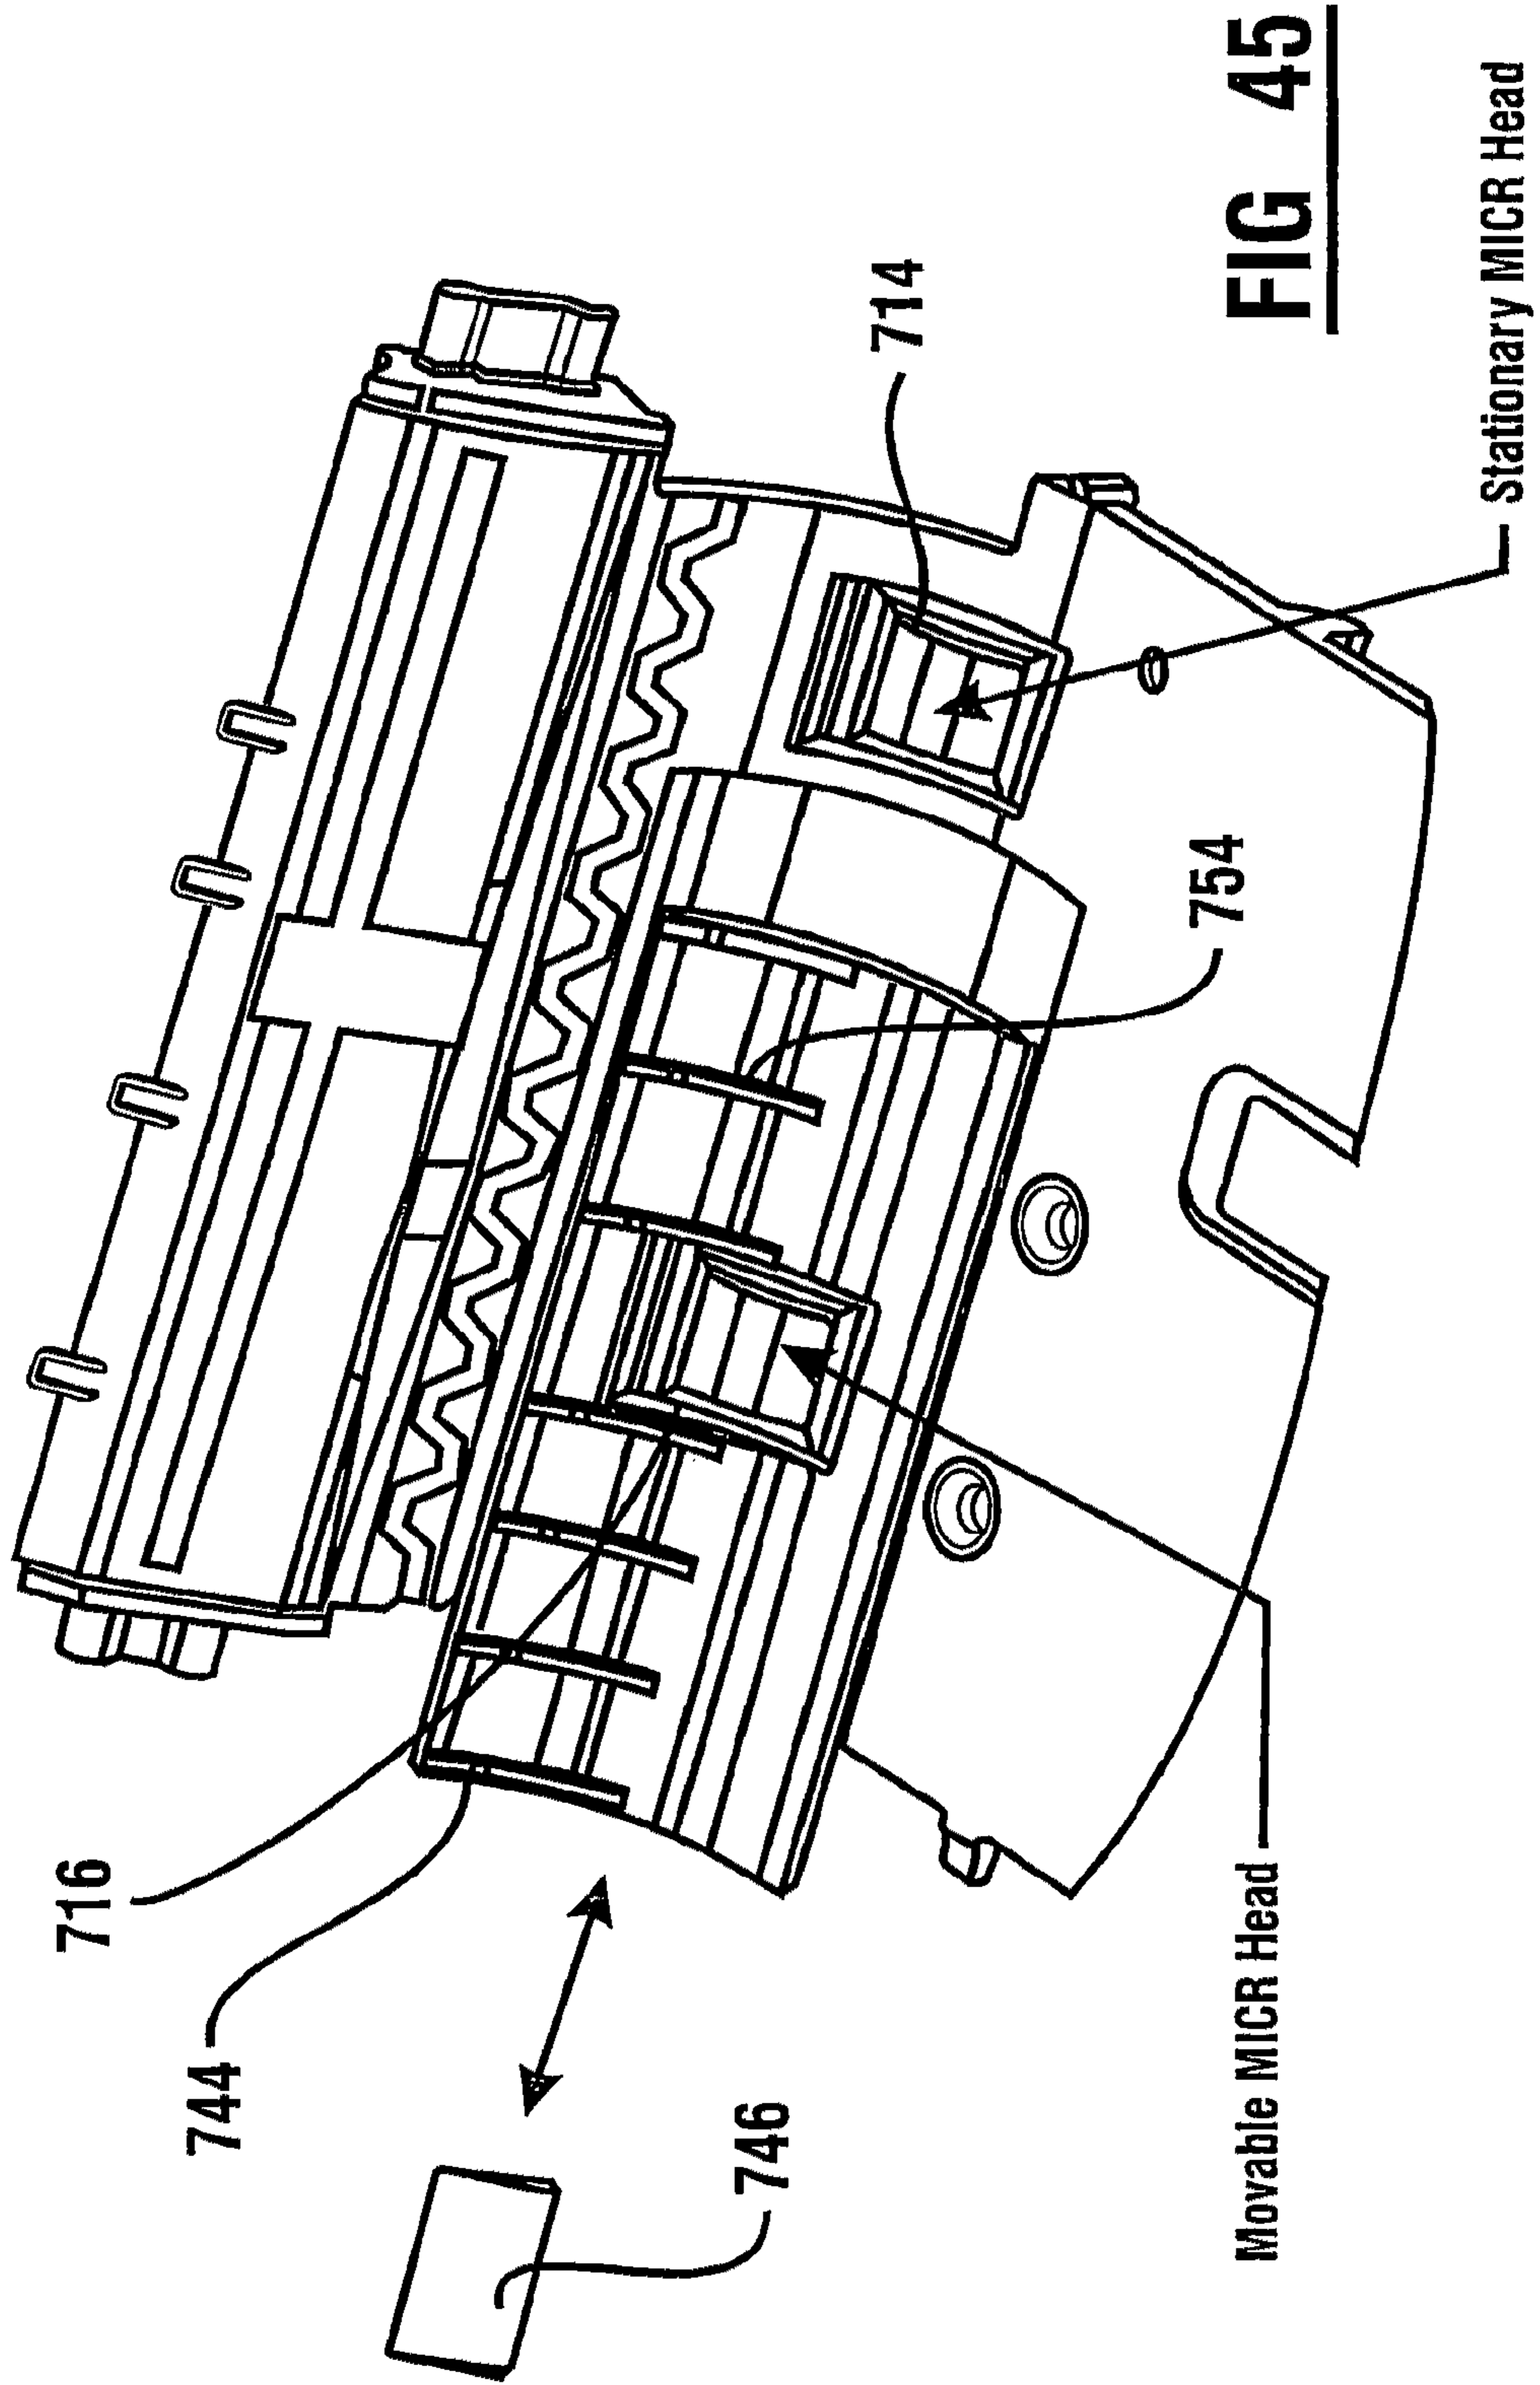 716
744
746
714
754
Movable MICR Head
Stationary MICR Head
FIG 45